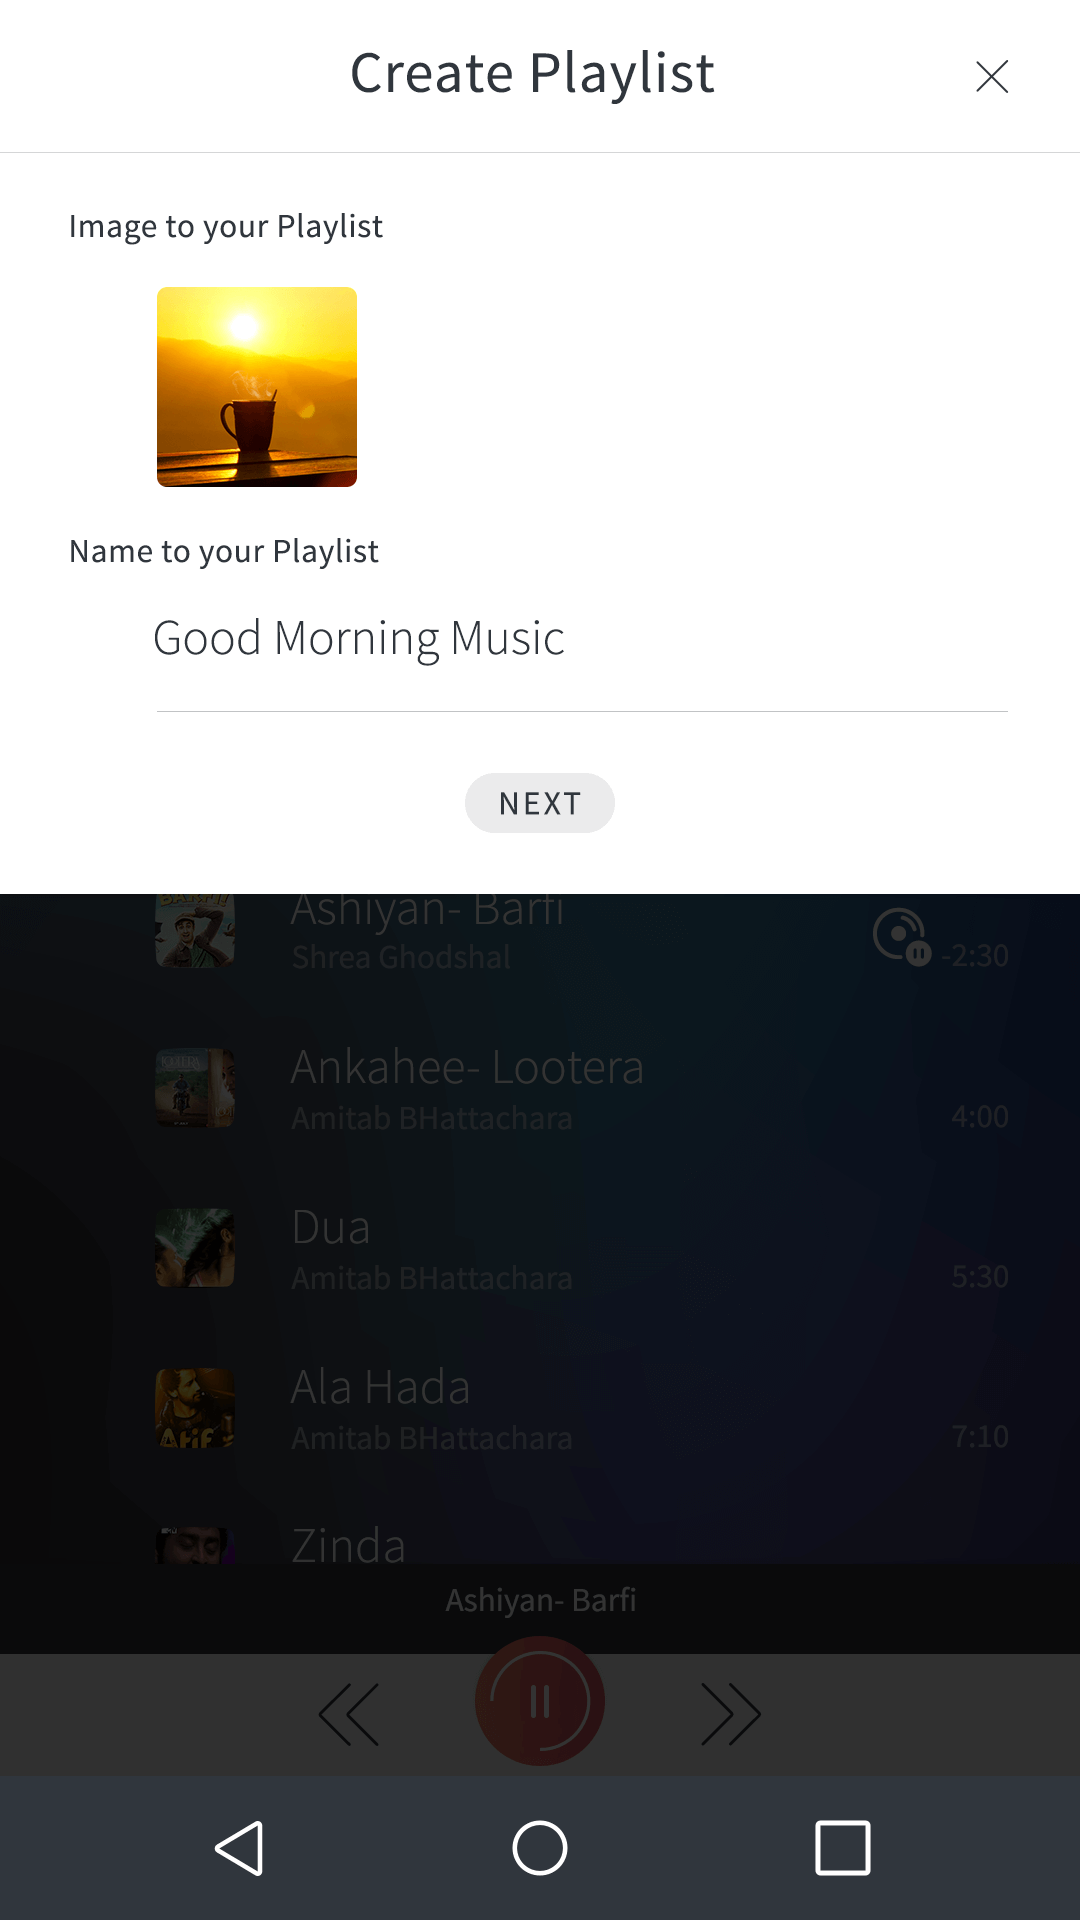 Create Playlist
Image to your Playlist
Name to your Playlist
Good Morning Music
NEXT
Ashiyan- Barfi
Shrea Ghodshal
-2:30
Ankahee- Lootera
Amitab BHattachara
4:00
Dua
Amitab BHattachara
5:30
Ala Hada
Amitab BHattachara
7:10
Atif
Zinda
Ashiyan- Barfi